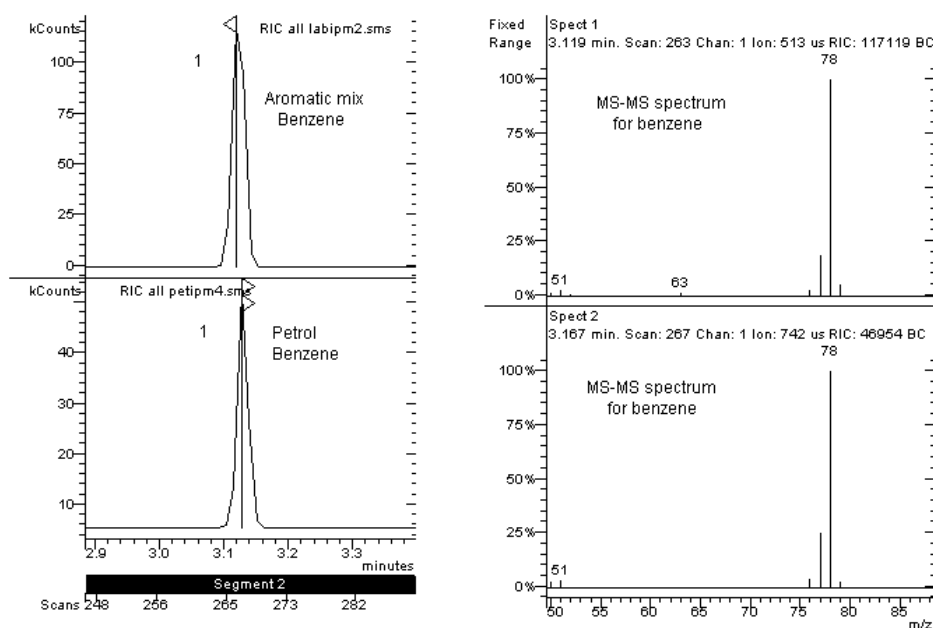 kCounts
RIC all labipm2.sms
1
Aromatic mix
Benzene
100
75
50
25
0
kCounts
RIC all petipm4.sms
1
Petrol
Benzene
40
30
20
10
2.9 3.0 3.1 3.2 3.3
minutes
Segment 2
Scans 248 256 265 273 282
Fixed
Range
Spect 1
3.119 min. Scan: 263 Chan: 1 Ion: 513 us RIC: 117119 BC
78
100%
MS-MS spectrum
for benzene
75%
50%
25%
51
63
0%
Spect 2
3.167 min. Scan: 267 Chan: 1 Ion: 742 us RIC: 46954 BC
78
100%
MS-MS spectrum
for benzene
75%
50%
25%
51
0%
50 55 60 65 70 75 80 85
m/z